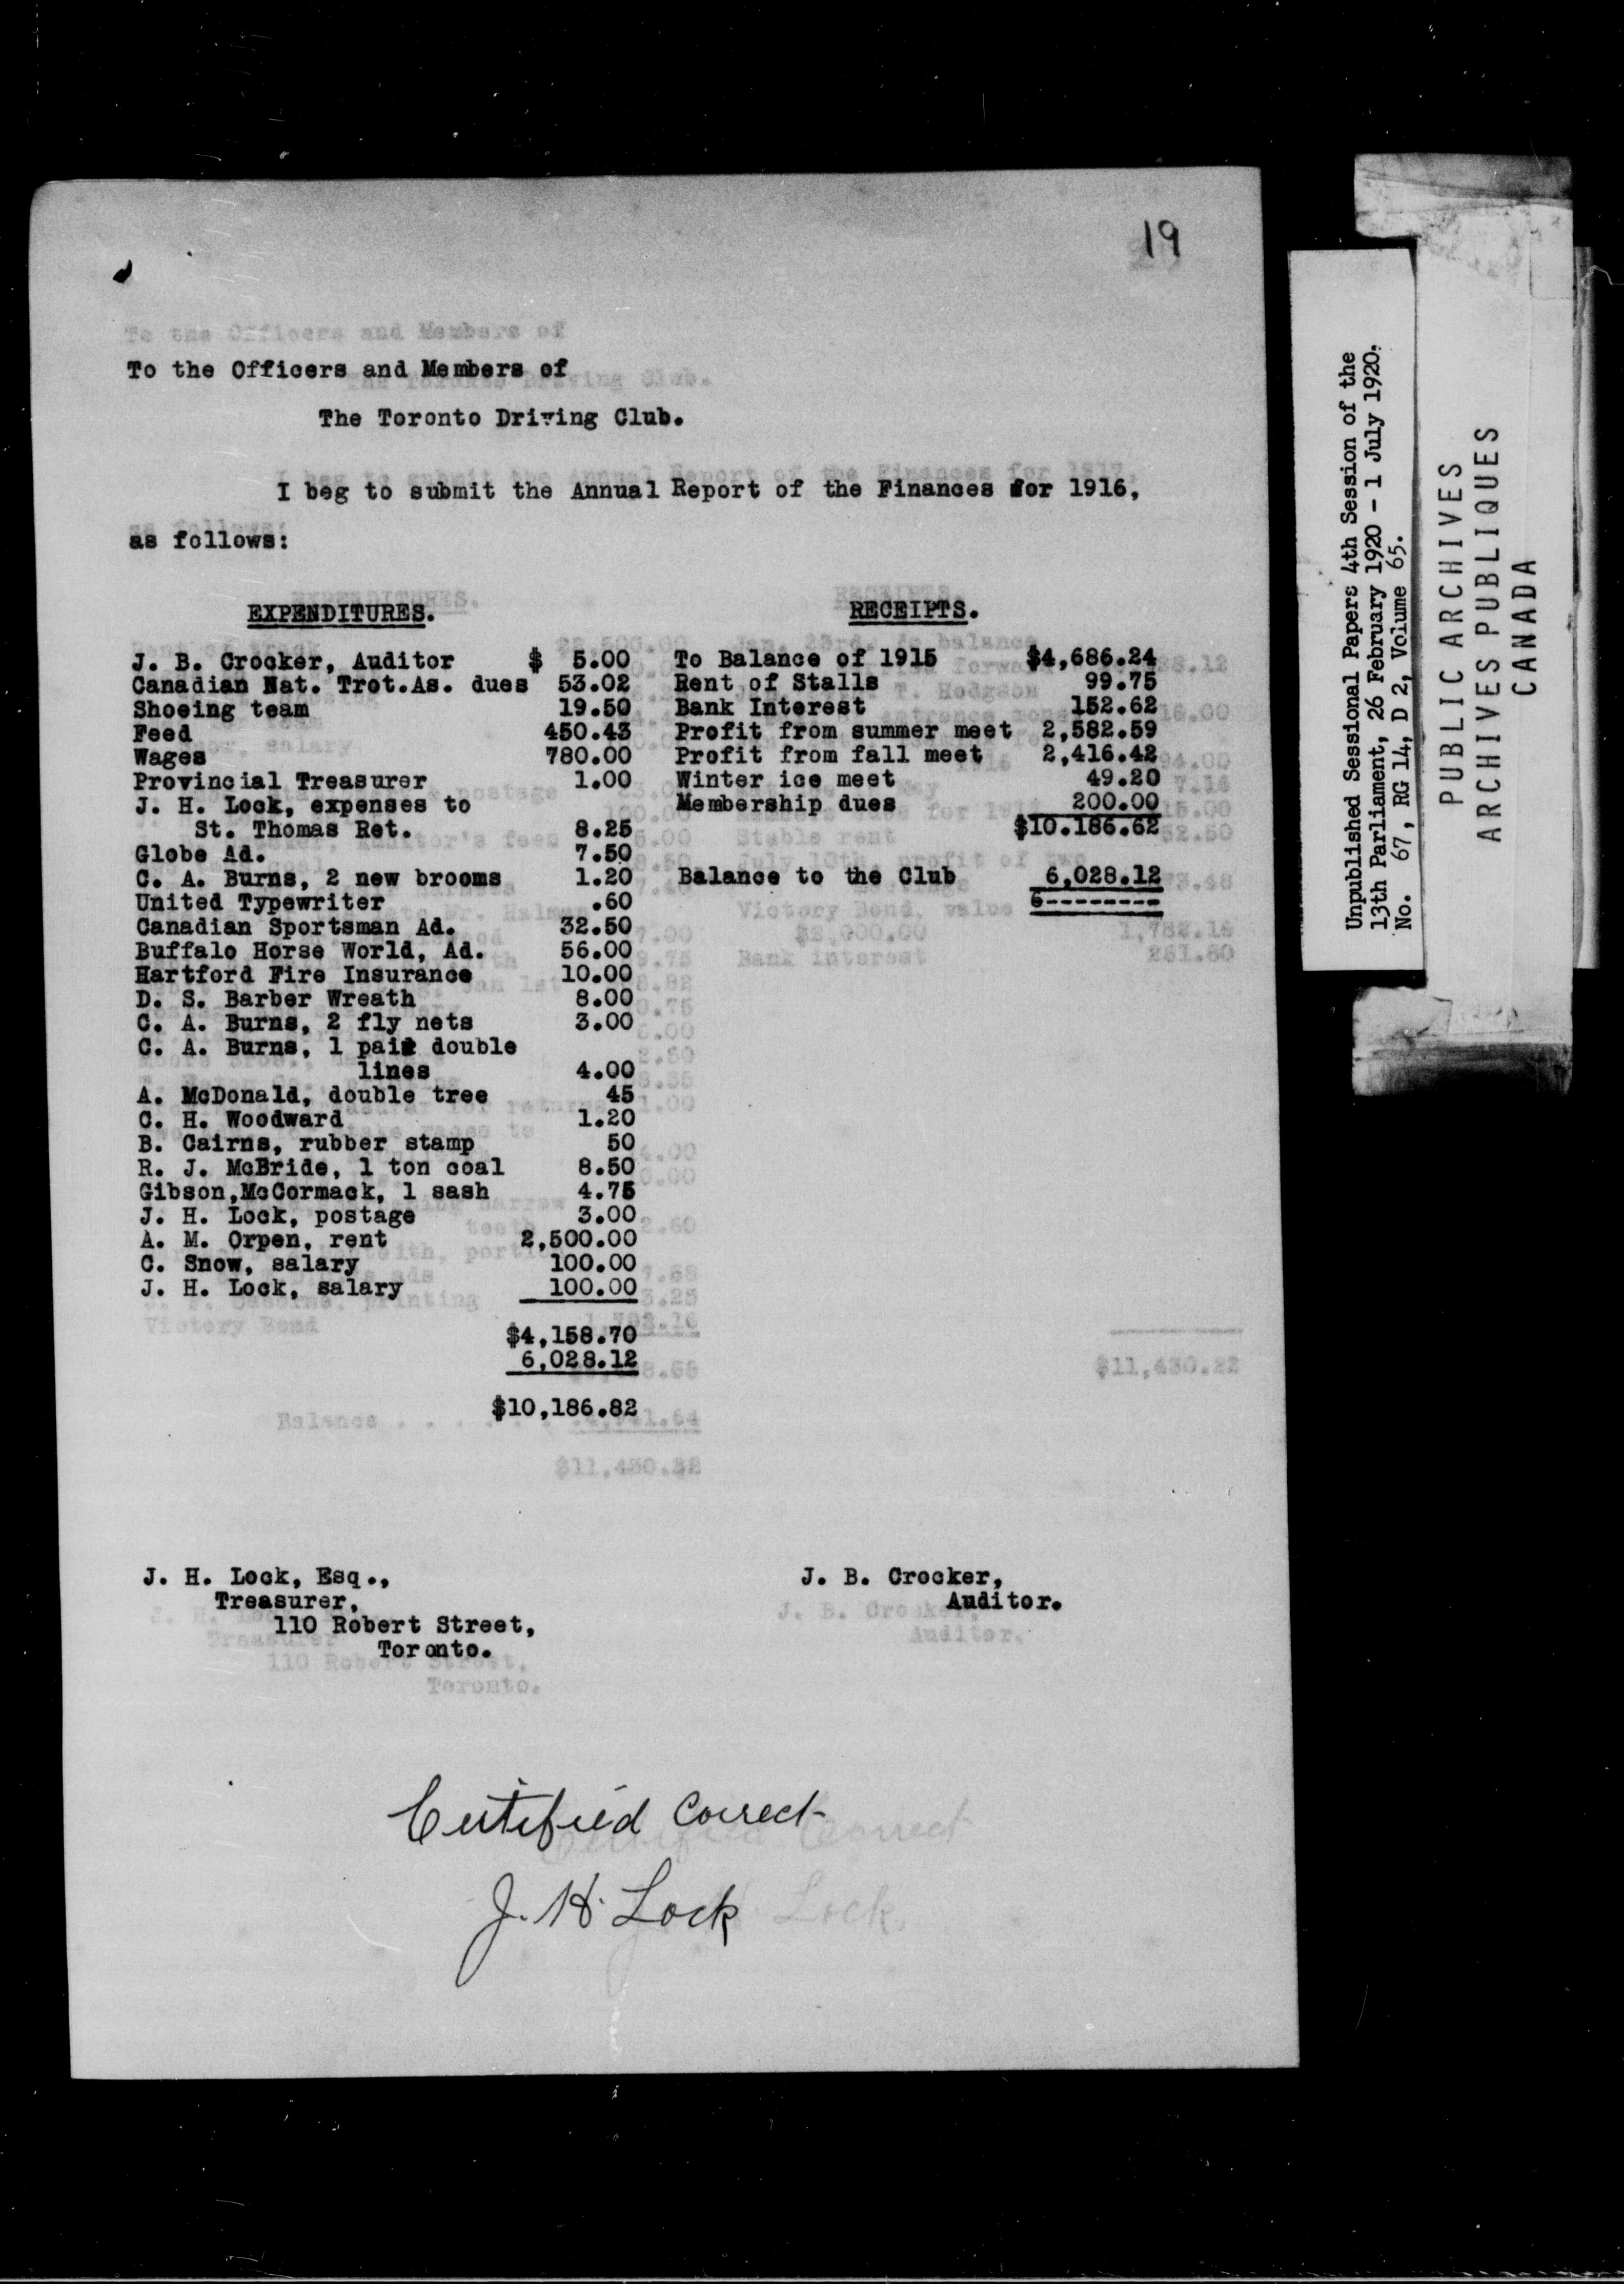 19
To the Officers and Members of
The Toronto Driving Club.
I beg to submit the Annual Report of the Finances for 1916,
as follows:
EXPENDITURES.
J. B. Crocker, Auditor $ 5.00
Canadian Nat. Trot.As. dues 53.02
Shoeing team 19.50
Feed 450.43
Wages 780.00
Provincial Treasurer 1.00
J. H. Lock, expenses to
St. Thomas Ret. 8.25
Globe Ad. 7.50
C. A. Burns, 2 new brooms 1.20
United Typewriter .60
Canadian Sportsman Ad. 32.50
Buffalo Horse World, Ad. 56.00
Hartford Fire Insurance 10.00
D. S. Barber Wreath 8.00
C. A. Burns, 2 fly nets 3.00
C. A. Burns, 1 pair double
lines 4.00
A. McDonald, double tree 45
C. H. Woodward 1.20
B. Cairns, rubber stamp 50
R. J. McBride, 1 ton coal 8.50
Gibson,McCormack, 1 sash 4.75
J. H. Lock, postage 3.00
A. M. Orpen, rent 2,500.00
C. Snow, salary 100.00
J. H. Lock, salary 100.00
$4,158.70
6,028.12
$10,186.82
RECEIPTS.
To Balance of 1915 $4,686.24
Rent of Stalls 99.75
Bank Interest 152.62
Profit from summer meet 2,582.59
Profit from fall meet 2,416.42
Winter ice meet 49.20
Membership dues 200.00
$10.186.62
Balance to the Club 6,028.12
J. H. Lock, Esq.,
Treasurer,
110 Robert Street,
Toronto.
J. B. Crocker,
Auditor.
Certified Correct
J. H. Lock
Unpublished Sessional Papers 4th Session of the
13th Parliament, 26 February 1920 - 1 July 1920.
No. 67, RG 14, D 2, Volume 65.
PUBLIC ARCHIVES
ARCHIVES PUBLIQUES
CANADA